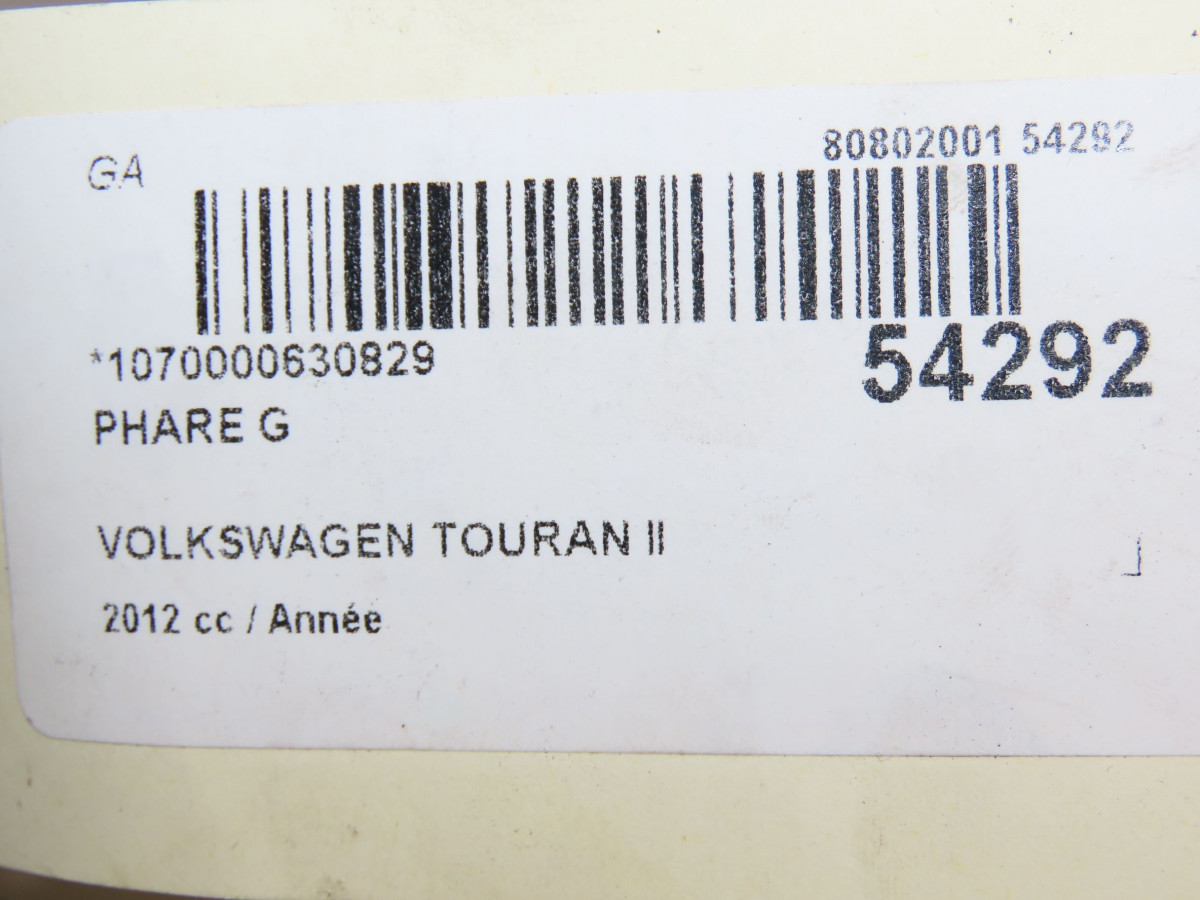 GA
80802001 54292
*1070000630829
54292
PHARE G
VOLKSWAGEN TOURAN II
2012 cc / Année